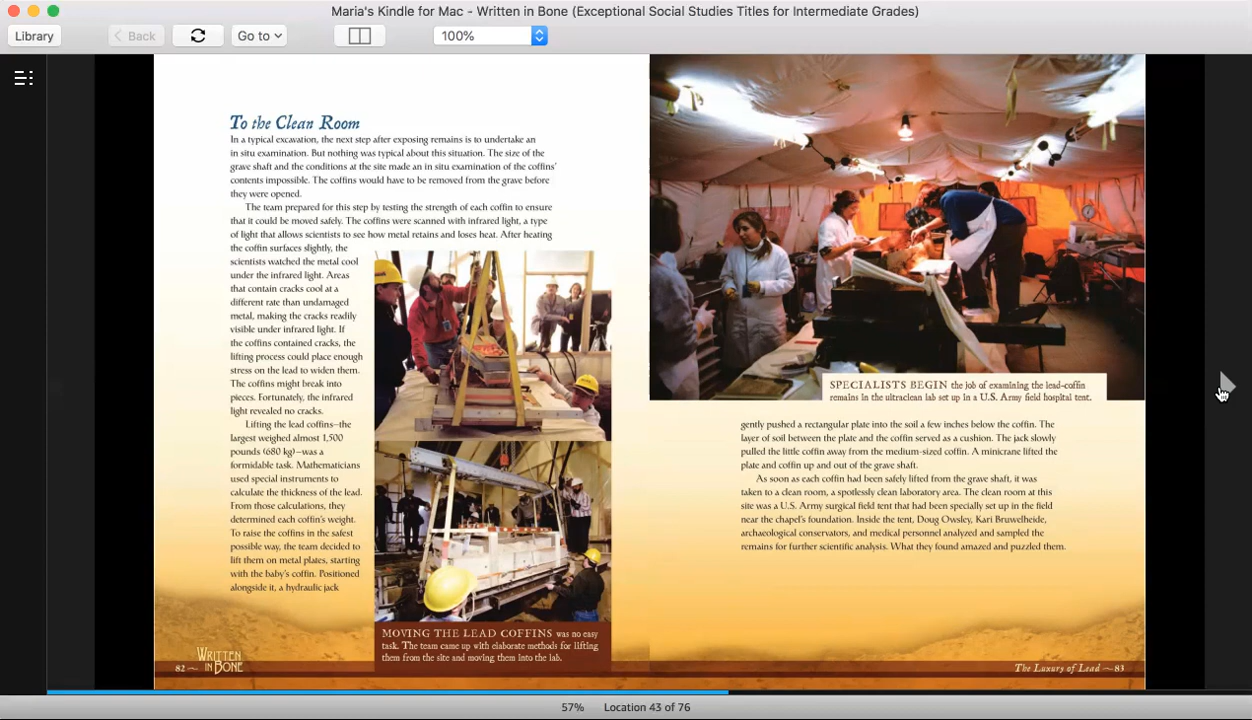 Maria's Kindle for Mac - Written in Bone (Exceptional Social Studies Titles for Intermediate Grades)
Library
Back
Go to
100%
To the Clean Room
In a typical excavation, the next step after exposing remains is to undertake an
in situ examination. But nothing was typical about this situation. The size of the
grave shaft and the conditions at the site made an in situ examination of the coffins'
contents impossible. The coffins would have to be removed from the grave before
they were opened.
The team prepared for this step by testing the strength of each coffin to ensure
that it could be moved safely. The coffins were scanned with infrared light, a type
of light that allows scientists to see how metal retains and loses heat. After heating
the coffin surfaces slightly, the
scientists watched the metal cool
under the infrared light. Areas
that contain cracks cool at a
different rate than undamaged
metal, making the cracks readily
visible under infrared light. If
the coffins contained cracks, the
lifting process could place enough
stress on the lead to widen them.
The coffins might break into
pieces. Fortunately, the infrared
light revealed no cracks.
Lifting the lead coffins—the
largest weighed almost 1,500
pounds (680 kg)—was a
formidable task. Mathematicians
used special instruments to
calculate the thickness of the lead.
From those calculations, they
determined each coffin's weight.
To raise the coffins in the safest
possible way, the team decided to
lift them on metal plates, starting
with the baby's coffin. Positioned
alongside it, a hydraulic jack
MOVING THE LEAD COFFINS was no easy
task. The team came up with elaborate methods for lifting
them from the site and moving them into the lab.
82 ~
WRITTEN
IN BONE
SPECIALISTS BEGIN the job of examining the lead-coffin
remains in the ultraclean lab set up in a U.S. Army field hospital tent.
gently pushed a rectangular plate into the soil a few inches below the coffin. The
layer of soil between the plate and the coffin served as a cushion. The jack slowly
pulled the little coffin away from the medium-sized coffin. A minicrane lifted the
plate and coffin up and out of the grave shaft.
As soon as each coffin had been safely lifted from the grave shaft, it was
taken to a clean room, a spotlessly clean laboratory area. The clean room at this
site was a U.S. Army surgical field tent that had been specially set up in the field
near the chapel's foundation. Inside the tent, Doug Owsley, Kari Bruwelheide,
archaeological conservators, and medical personnel analyzed and sampled the
remains for further scientific analysis. What they found amazed and puzzled them.
The Luxury of Lead ~ 83
57% Location 43 of 76